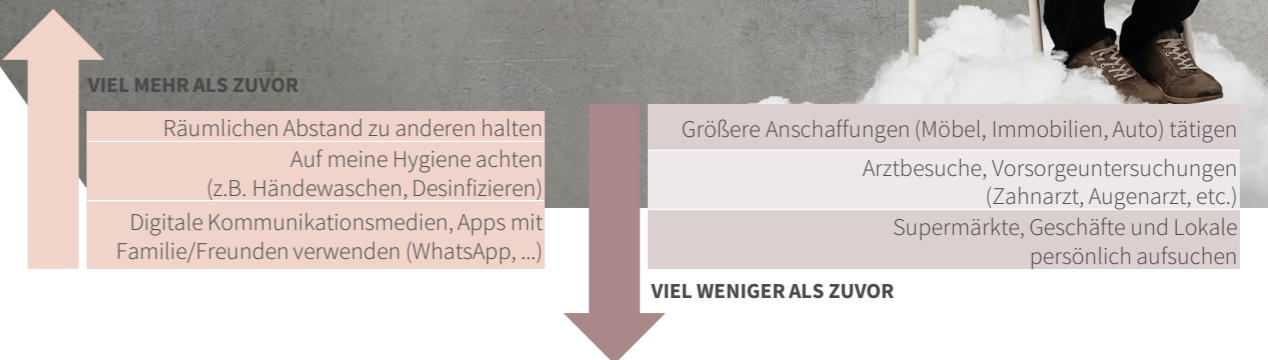 VIEL MEHR ALS ZUVOR
Räumlichen Abstand zu anderen halten
Auf meine Hygiene achten
(z.B. Händewaschen, Desinfizieren)
Digitale Kommunikationsmedien, Apps mit
Familie/Freunden verwenden (WhatsApp, ...)
Größere Anschaffungen (Möbel, Immobilien, Auto) tätigen
Arztbesuche, Vorsorgeuntersuchungen
(Zahnarzt, Augenarzt, etc.)
Supermärkte, Geschäfte und Lokale
persönlich aufsuchen
VIEL WENIGER ALS ZUVOR